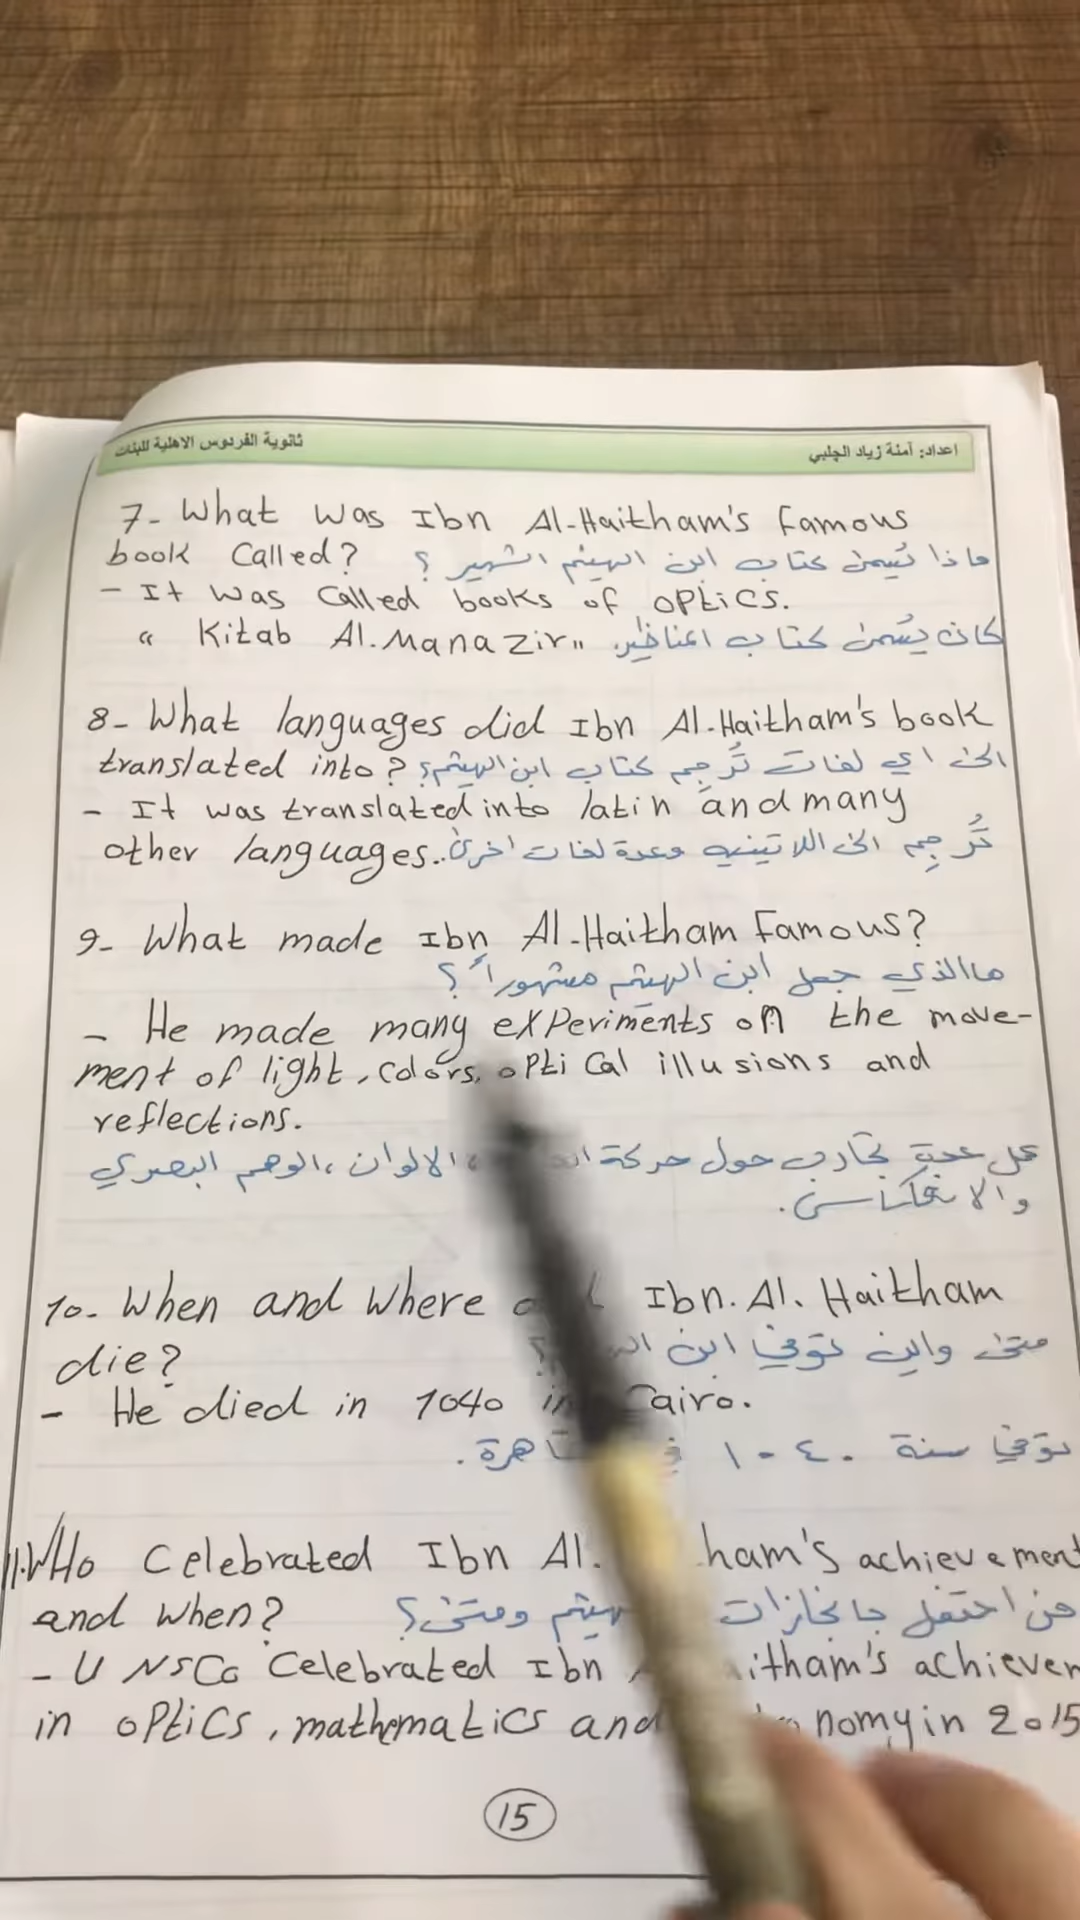 ثانوية الفردوس الاهلية للبنات
اعداد: آمنة زياد الجلبي
7- What was Ibn Al-Haitham's famous
book called? ماذا يُسمى كتاب ابن الهيثم الشهير ؟
- It was called books of optics.
" Kitab Al.Manazir" كان يُسمى كتاب المناظير.
8- What languages did Ibn Al-Haitham's book
translated into? الى اي لغات تُرجِم كتاب ابن الهيثم؟
- It was translated into latin and many
other languages.. تُرجِم الى اللاتينيه وعدة لغات اخرى
9- What made Ibn Al-Haitham Famous?
ما الذي جعل ابن الهيثم مشهوراً ؟
- He made many experiments on the move-
ment of light, colors, optical illusions and
reflections.
عمل عدة تجارب حول حركة الالوان ، الوهم البصري
والانعكاس.
10- When and where Ibn. Al. Haitham
die? متى واين توفي ابن ؟
- He died in 1040 in Cairo.
توفي سنة ١٠٤٠
11. Who celebrated Ibn Al. ham's achievement
and when? من احتفل بانجازات ومتى؟
- UNSCo celebrated Ibn aitham's achiever
in optics, mathematics and nomy in 2015
15